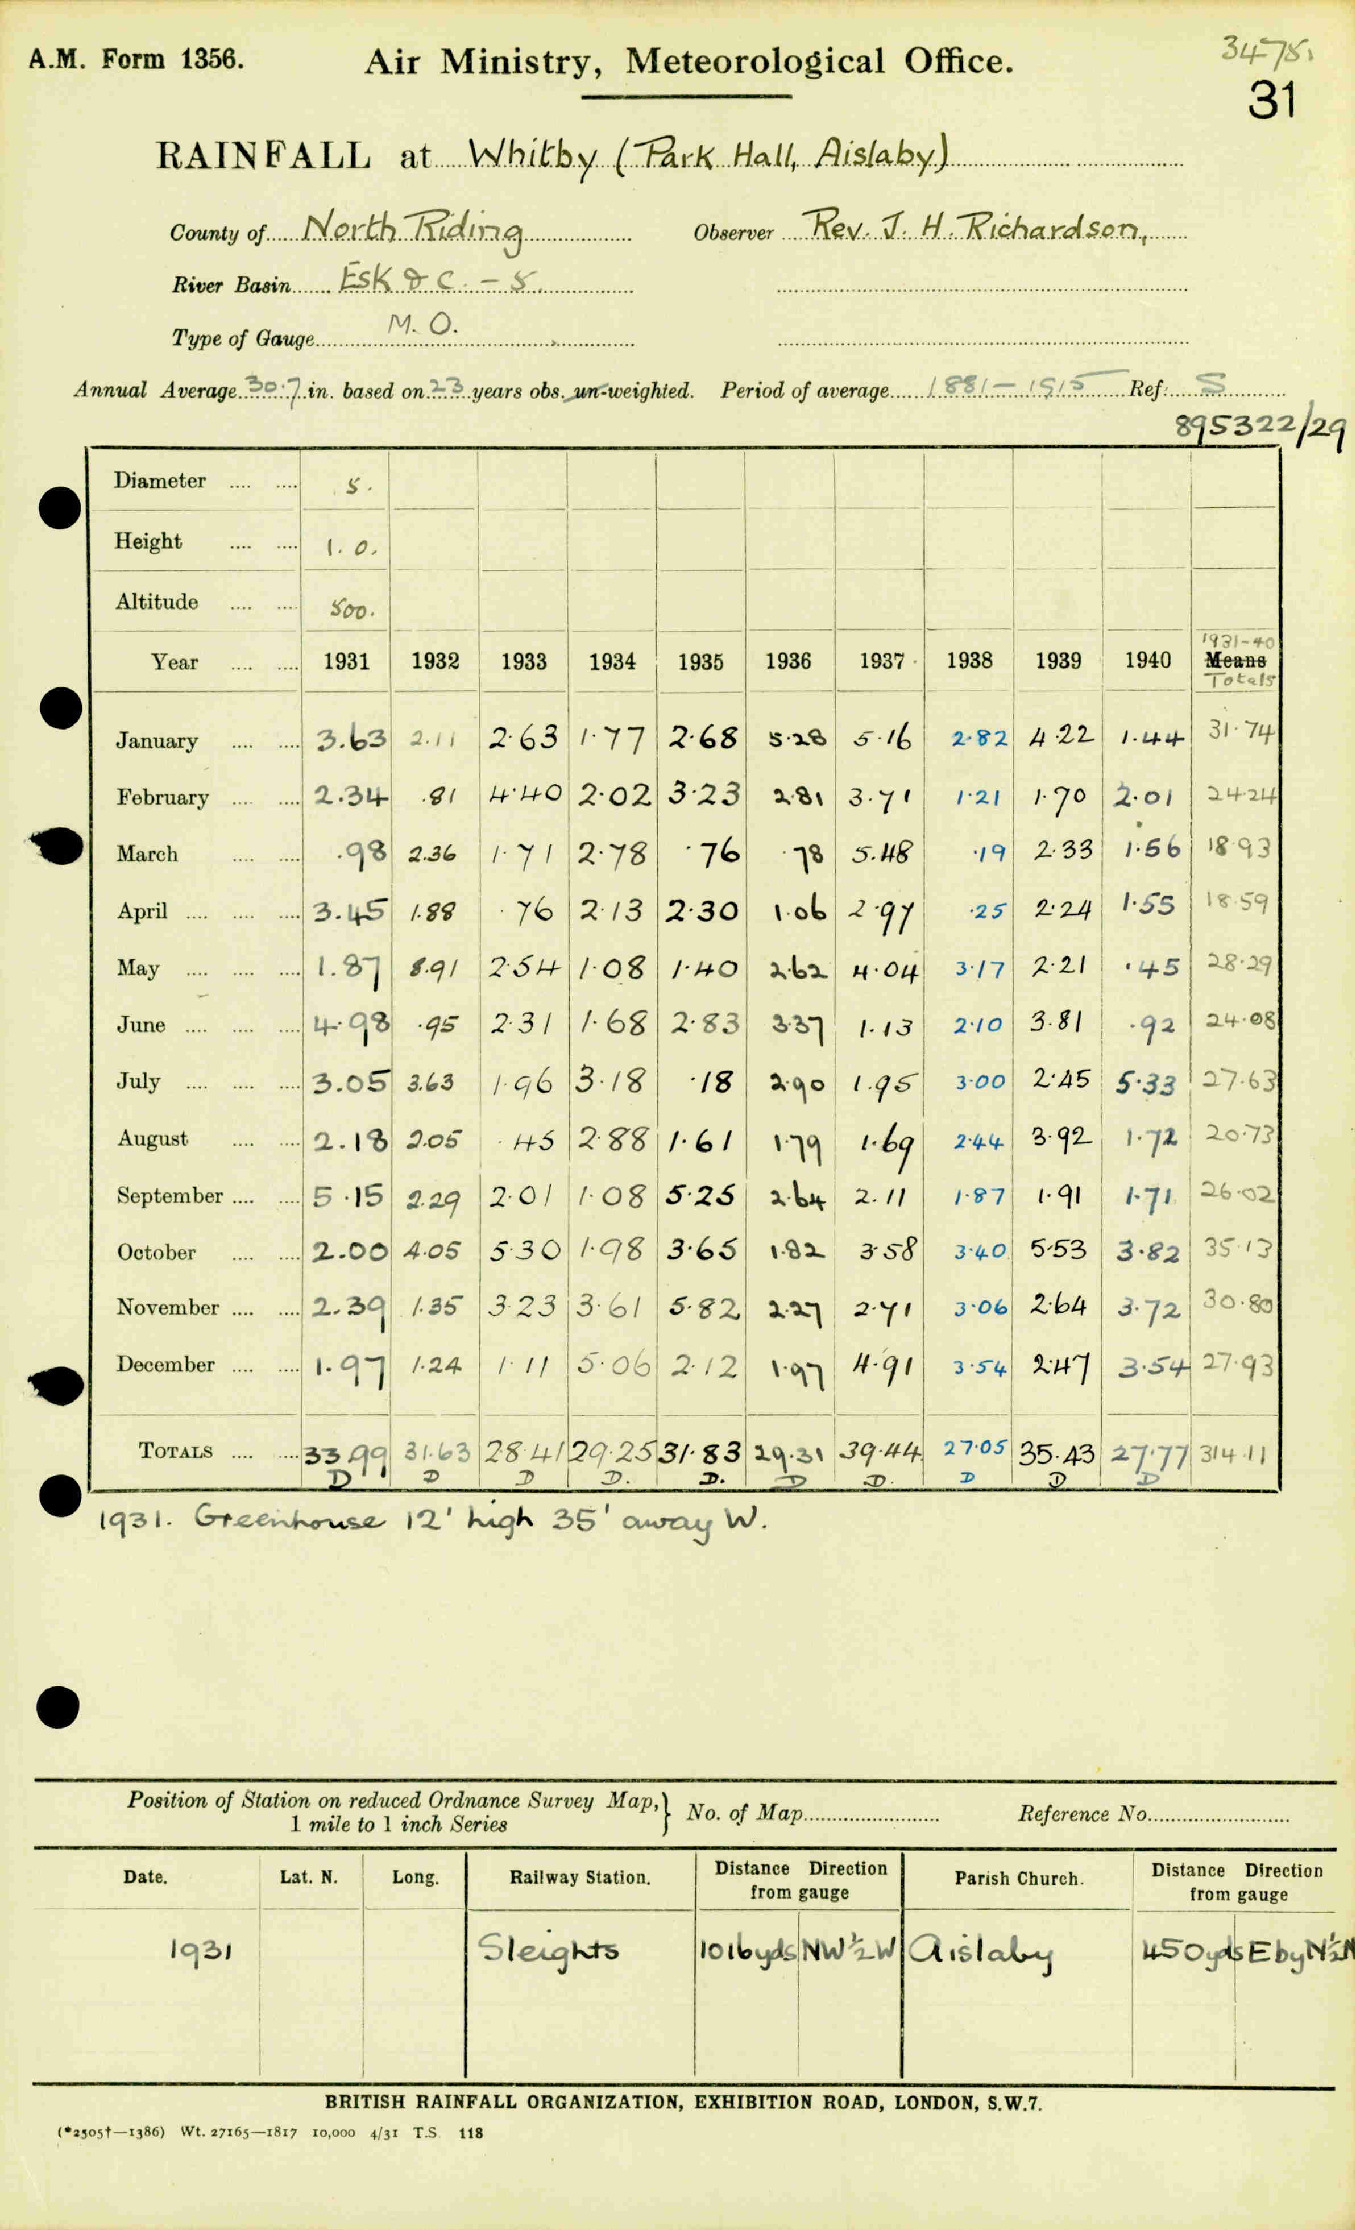 A.M. Form 1356. Air Ministry, Meteorological Office. 3475.
31
RAINFALL at Whitby (Park Hall, Aislaby)
County of North Riding Observer Rev. J. H. Richardson,
River Basin Esk & c. - 5.
Type of Gauge M. O.
Annual Average 30.7 in. based on 23 years obs. un-weighted. Period of average 1881-1915 Ref: S
895322/29
Diameter 5.
Height 1. 0.
Altitude 500.
Year 1931 1932 1933 1934 1935 1936 1937 1938 1939 1940 1931-40 Means Totals
January 3.63 2.11 2.63 1.77 2.68 5.28 5.16 2.82 4.22 1.44 31.74
February 2.34 .81 4.40 2.02 3.23 2.81 3.71 1.21 1.70 2.01 24.24
March .98 2.36 1.71 2.78 .76 .78 5.48 .19 2.33 1.56 18.93
April 3.45 1.88 .76 2.13 2.30 1.06 2.97 .25 2.24 1.55 18.59
May 1.87 8.91 2.54 1.08 1.40 2.62 4.04 3.17 2.21 .45 28.29
June 4.98 .95 2.31 1.68 2.83 3.37 1.13 2.10 3.81 .92 24.08
July 3.05 3.63 1.96 3.18 .18 2.90 1.95 3.00 2.45 5.33 27.63
August 2.18 2.05 .45 2.88 1.61 1.79 1.69 2.44 3.92 1.72 20.73
September 5.15 2.29 2.01 1.08 5.25 2.64 2.11 1.87 1.91 1.71 26.02
October 2.00 4.05 5.30 1.98 3.65 1.82 3.58 3.40 5.53 3.82 35.13
November 2.39 1.35 3.23 3.61 5.82 2.27 2.71 3.06 2.64 3.72 30.80
December 1.97 1.24 1.11 5.06 2.12 1.97 4.91 3.54 2.47 3.54 27.93
TOTALS 33.99 31.63 28.41 29.25 31.83 29.31 39.44 27.05 35.43 27.77 314.11
D D D D. D. D D. D D D
1931. Greenhouse 12' high 35' away W.
Position of Station on reduced Ordnance Survey Map, } No. of Map Reference No.
1 mile to 1 inch Series
Date. Lat. N. Long. Railway Station. Distance Direction from gauge Parish Church. Distance Direction from gauge
1931 Sleights 1016yds NW½W Aislaby 450yds EbyN½N
BRITISH RAINFALL ORGANIZATION, EXHIBITION ROAD, LONDON, S.W.7.
(*2505†—1386) Wt. 27165—1817 10,000 4/31 T.S. 118